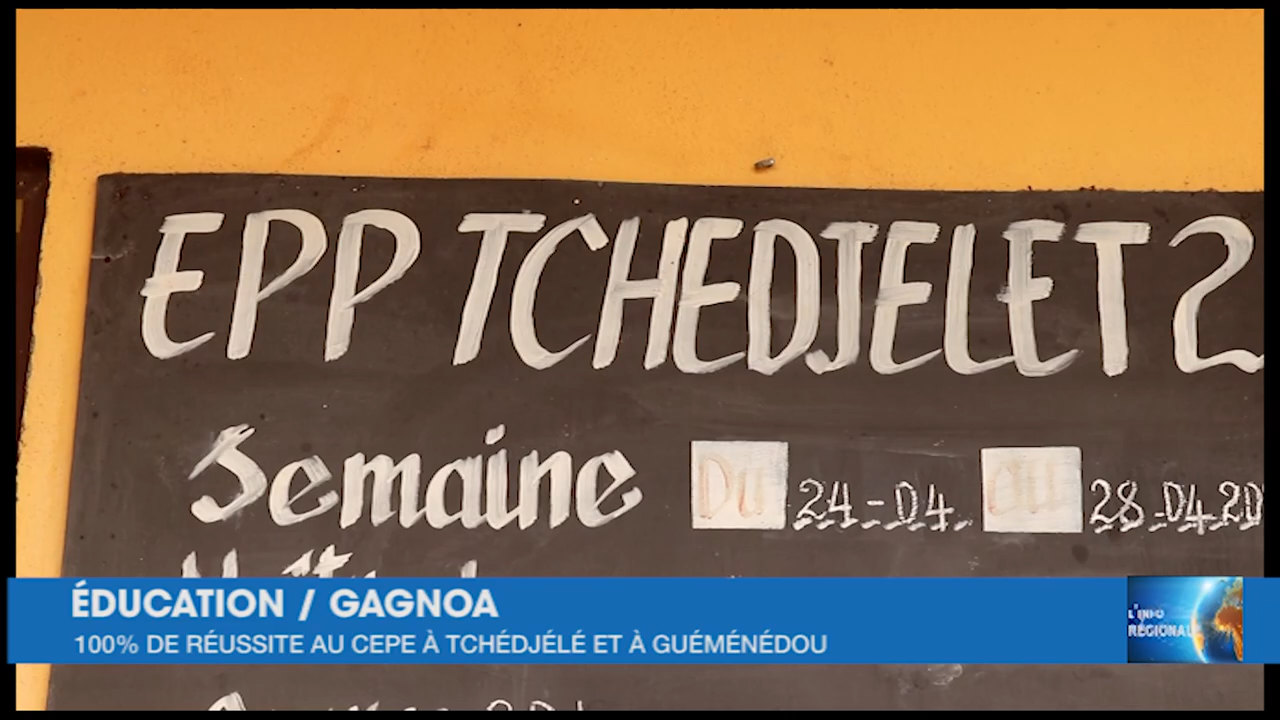 EPP TCHEDJELET 2
Semaine Du 24-04. au 28-04.20
ÉDUCATION / GAGNOA
100% DE RÉUSSITE AU CEPE À TCHÉDJÉLÉ ET À GUÉMÉNÉDOU
L'INFO
RÉGIONALE